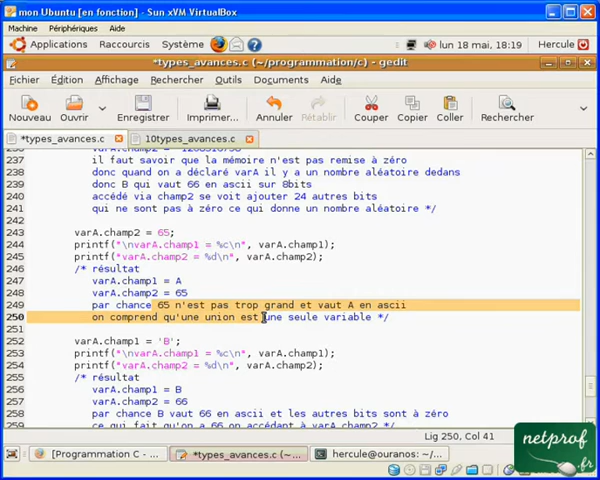 mon Ubuntu [en fonction] - Sun xVM VirtualBox
Machine Périphériques Aide
Applications Raccourcis Système lun 18 mai, 18:19 Hercule
*types_avances.c (~/programmation/c) - gedit
Fichier Édition Affichage Rechercher Outils Documents Aide
Nouveau Ouvrir Enregistrer Imprimer... Annuler Rétablir Couper Copier Coller Rechercher
*types_avances.c 10types_avances.c
237 il faut savoir que la mémoire n'est pas remise à zéro
238 donc quand on a déclaré varA il y a un nombre aléatoire dedans
239 donc B qui vaut 66 en ascii sur 8bits
240 accédé via champ2 se voit ajouter 24 autres bits
241 qui ne sont pas à zéro ce qui donne un nombre aléatoire */
242
243 varA.champ2 = 65;
244 printf("\nvarA.champ1 = %c\n", varA.champ1);
245 printf("varA.champ2 = %d\n", varA.champ2);
246 /* résultat
247 varA.champ1 = A
248 varA.champ2 = 65
249 par chance 65 n'est pas trop grand et vaut A en ascii
250 on comprend qu'une union est une seule variable */
251
252 varA.champ1 = 'B';
253 printf("\nvarA.champ1 = %c\n", varA.champ1);
254 printf("varA.champ2 = %d\n", varA.champ2);
255 /* résultat
256 varA.champ1 = B
257 varA.champ2 = 66
258 par chance B vaut 66 en ascii et les autres bits sont à zéro
259 ce qui fait qu'on a 66 on accédant à champ2 */
Lig 250, Col 41
[Programmation C - ... *types_avances.c (~... hercule@ouranos: ~/...
netprof
.fr